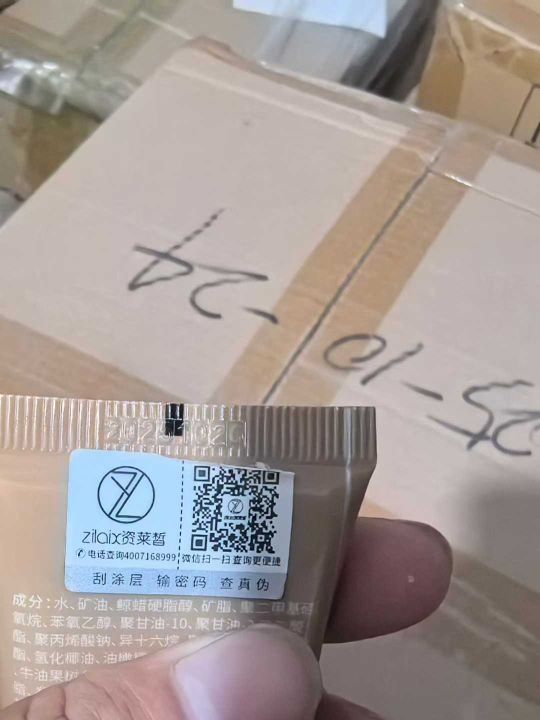 25-10-24
zilaix资莱皙
电话查询4007168999
微信扫一扫查询更便捷
刮涂层 输密码 查真伪
成分:水、矿油、鲸蜡硬脂醇、矿脂、聚二甲基硅
氧烷、苯氧乙醇、聚甘油-10、聚甘油
酯、聚丙烯酸钠、异十六烷、
酯、氢化椰油、油橄榄
、牛油果树